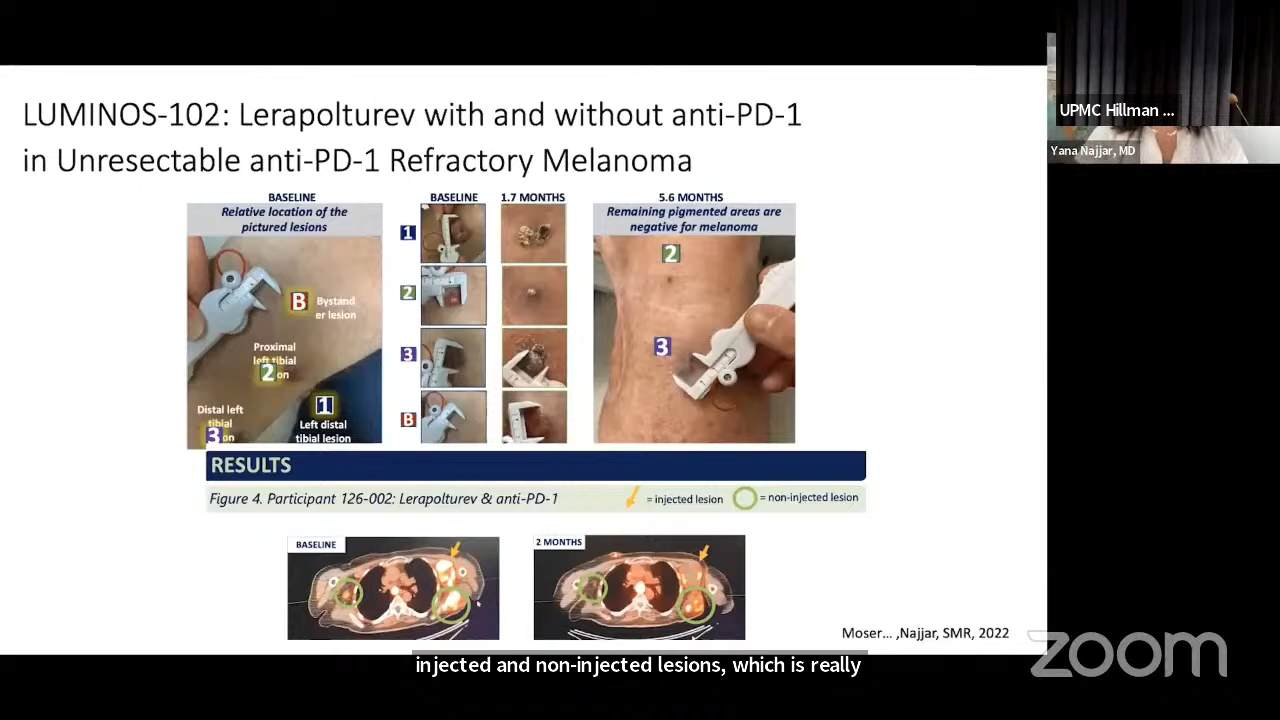 LUMINOS-102: Lerapolturev with and without anti-PD-1
in Unresectable anti-PD-1 Refractory Melanoma
BASELINE
Relative location of the
pictured lesions
B
Bystand
er lesion
Proximal
left tibial
2 on
1
Distal left
tibial
3 on
Left distal
tibial lesion
BASELINE
1.7 MONTHS
1
2
3
B
5.6 MONTHS
Remaining pigmented areas are
negative for melanoma
2
3
RESULTS
Figure 4. Participant 126-002: Lerapolturev & anti-PD-1
= injected lesion
= non-injected lesion
BASELINE
2 MONTHS
Moser... ,Najjar, SMR, 2022
injected and non-injected lesions, which is really
UPMC Hillman ...
Yana Najjar, MD
zoom